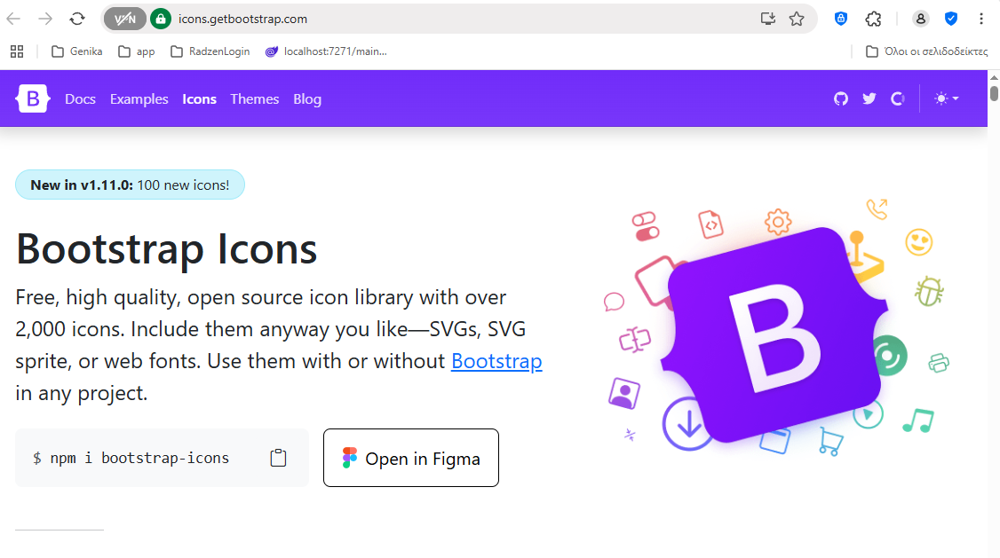 VPN
icons.getbootstrap.com
Genika
app
RadzenLogin
localhost:7271/main...
Όλοι οι σελιδοδείκτες
B
Docs
Examples
Icons
Themes
Blog
New in v1.11.0: 100 new icons!
Bootstrap Icons
Free, high quality, open source icon library with over
2,000 icons. Include them anyway you like—SVGs, SVG
sprite, or web fonts. Use them with or without Bootstrap
in any project.
$ npm i bootstrap-icons
Open in Figma
B